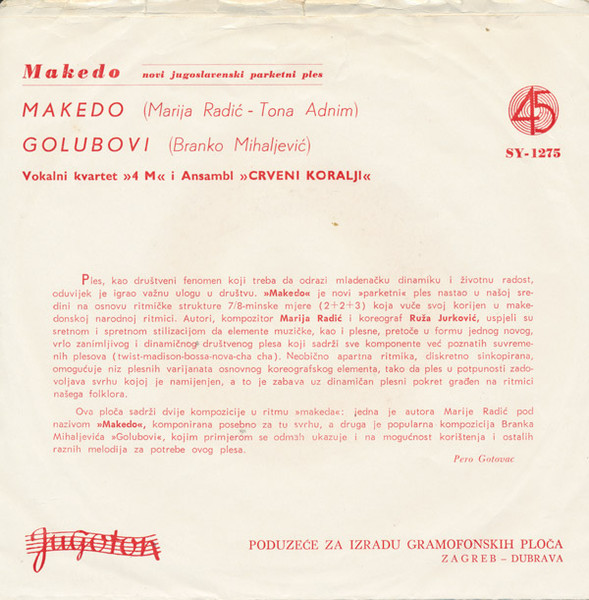 Makedo novi jugoslavenski parketni ples
MAKEDO (Marija Radić - Tona Adnim)
GOLUBOVI (Branko Mihaljević)
Vokalni kvartet »4 M« i Ansambl »CRVENI KORALJI«
45
SY-1275
Ples, kao društveni fenomen koji treba da odrazi mladenačku dinamiku i životnu radost,
oduvijek je igrao važnu ulogu u društvu. »Makedo« je novi »parketni« ples nastao u našoj sre-
dini na osnovu ritmičke strukture 7/8-minske mjere (2+2+3) koja vuče svoj korijen u make-
donskoj narodnoj ritmici. Autori, kompozitor Marija Radić i koreograf Ruža Jurković, uspjeli su
sretnom i spretnom stilizacijom da elemente muzičke, kao i plesne, pretoče u formu jednog novog,
vrlo zanimljivog i dinamičnog društvenog plesa koji sadrži sve komponente već poznatih suvreme-
nih plesova (twist-madison-bossa-nova-cha cha). Neobično apartna ritmika, diskretno sinkopirana,
omogućuje niz plesnih varijanata osnovnog koreografskog elementa, tako da ples u potpunosti zado-
voljava svrhu kojoj je namijenjen, a to je zabava uz dinamičan plesni pokret građen na ritmici
našega folklora.
Ova ploča sadrži dvije kompozicije u ritmu »makeda«: jedna je autora Marije Radić pod
nazivom »Makedo«, komponirana posebno za tu svrhu, a druga je popularna kompozicija Branka
Mihaljevića »Golubovi«, kojim primjerom se odmah ukazuje i na mogućnost korištenja i ostalih
raznih melodija za potrebe ovog plesa.
Pero Gotovac
Jugoton
PODUZEĆE ZA IZRADU GRAMOFONSKIH PLOČA
ZAGREB – DUBRAVA